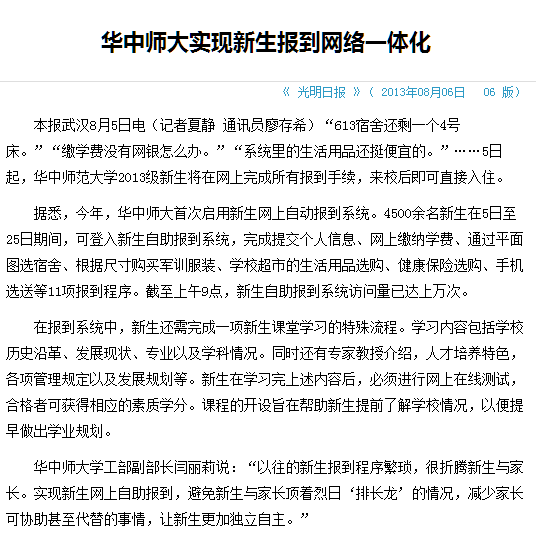 华中师大实现新生报到网络一体化
《 光明日报 》（ 2013年08月06日 06 版）
本报武汉8月5日电（记者夏静 通讯员廖存希）“613宿舍还剩一个4号
床。”“缴学费没有网银怎么办。”“系统里的生活用品还挺便宜的。”……5日
起，华中师范大学2013级新生将在网上完成所有报到手续，来校后即可直接入住。
据悉，今年，华中师大首次启用新生网上自动报到系统。4500余名新生在5日至
25日期间，可登入新生自助报到系统，完成提交个人信息、网上缴纳学费、通过平面
图选宿舍、根据尺寸购买军训服装、学校超市的生活用品选购、健康保险选购、手机
选送等11项报到程序。截至上午9点，新生自助报到系统访问量已达上万次。
在报到系统中，新生还需完成一项新生课堂学习的特殊流程。学习内容包括学校
历史沿革、发展现状、专业以及学科情况。同时还有专家教授介绍，人才培养特色，
各项管理规定以及发展规划等。新生在学习完上述内容后，必须进行网上在线测试，
合格者可获得相应的素质学分。课程的开设旨在帮助新生提前了解学校情况，以便提
早做出学业规划。
华中师大学工部副部长闫丽莉说：“以往的新生报到程序繁琐，很折腾新生与家
长。实现新生网上自助报到，避免新生与家长顶着烈日‘排长龙’的情况，减少家长
可协助甚至代替的事情，让新生更加独立自主。”